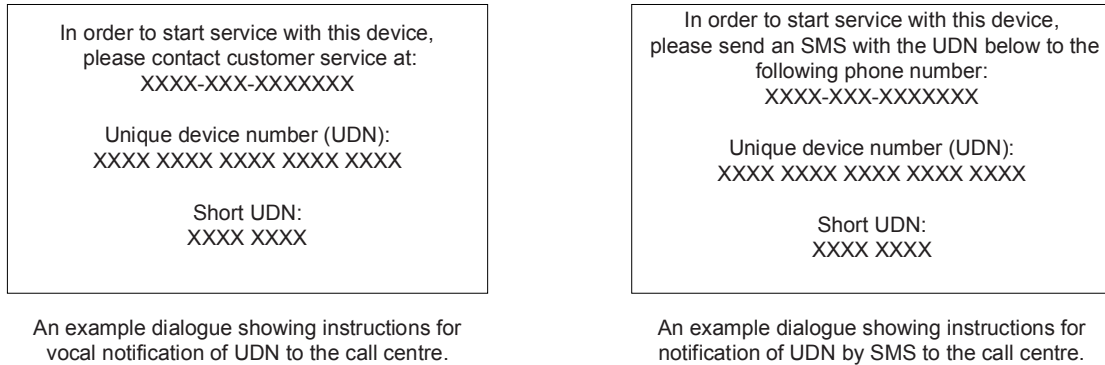 In order to start service with this device,
please contact customer service at:
XXXX-XXX-XXXXXXX
Unique device number (UDN):
XXXX XXXX XXXX XXXX XXXX
Short UDN:
XXXX XXXX
An example dialogue showing instructions for
vocal notification of UDN to the call centre.
In order to start service with this device,
please send an SMS with the UDN below to the
following phone number:
XXXX-XXX-XXXXXXX
Unique device number (UDN):
XXXX XXXX XXXX XXXX XXXX
Short UDN:
XXXX XXXX
An example dialogue showing instructions for
notification of UDN by SMS to the call centre.